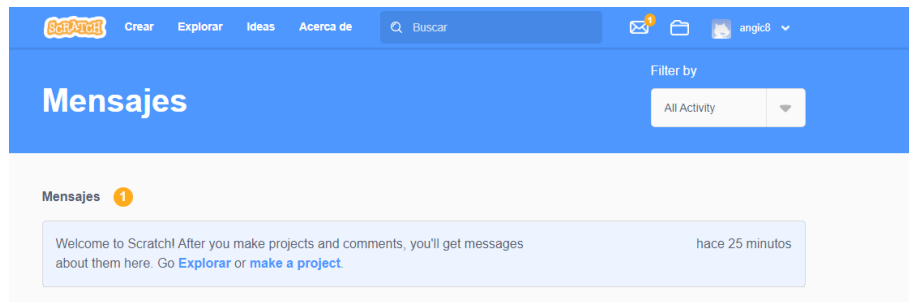 SCRATCH Crear Explorar Ideas Acerca de Buscar 1 angic8
Filter by
Mensajes
All Activity
Mensajes 1
Welcome to Scratch! After you make projects and comments, you'll get messages hace 25 minutos
about them here. Go Explorar or make a project.